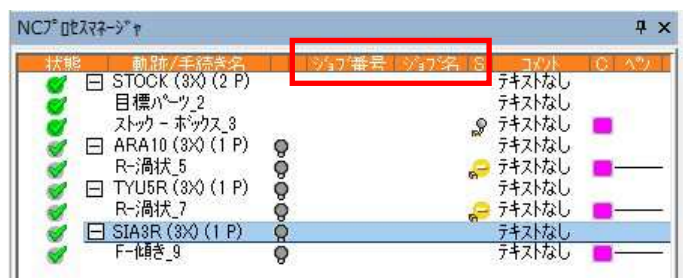 NCプロセスマネージャ
状態 軌跡/手続き名 ジョブ番号 ジョブ名 S コメント C ペン
STOCK (3X) (2 P) テキストなし
目標パーツ_2 テキストなし
ストック - ボックス_3 テキストなし
ARA10 (3X) (1 P) テキストなし
R-渦状_5 テキストなし
TYU5R (3X) (1 P) テキストなし
R-渦状_7 テキストなし
SIA3R (3X) (1 P) テキストなし
F-傾き_9 テキストなし